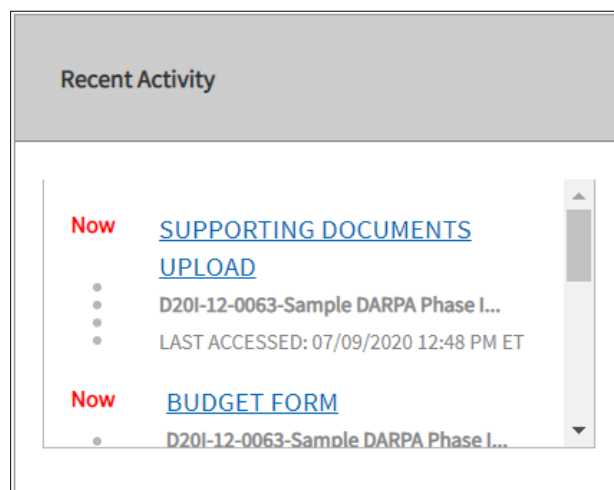 Recent Activity
Now
SUPPORTING DOCUMENTS
UPLOAD
D20I-12-0063-Sample DARPA Phase I...
LAST ACCESSED: 07/09/2020 12:48 PM ET
Now
BUDGET FORM
D20I-12-0063-Sample DARPA Phase I...